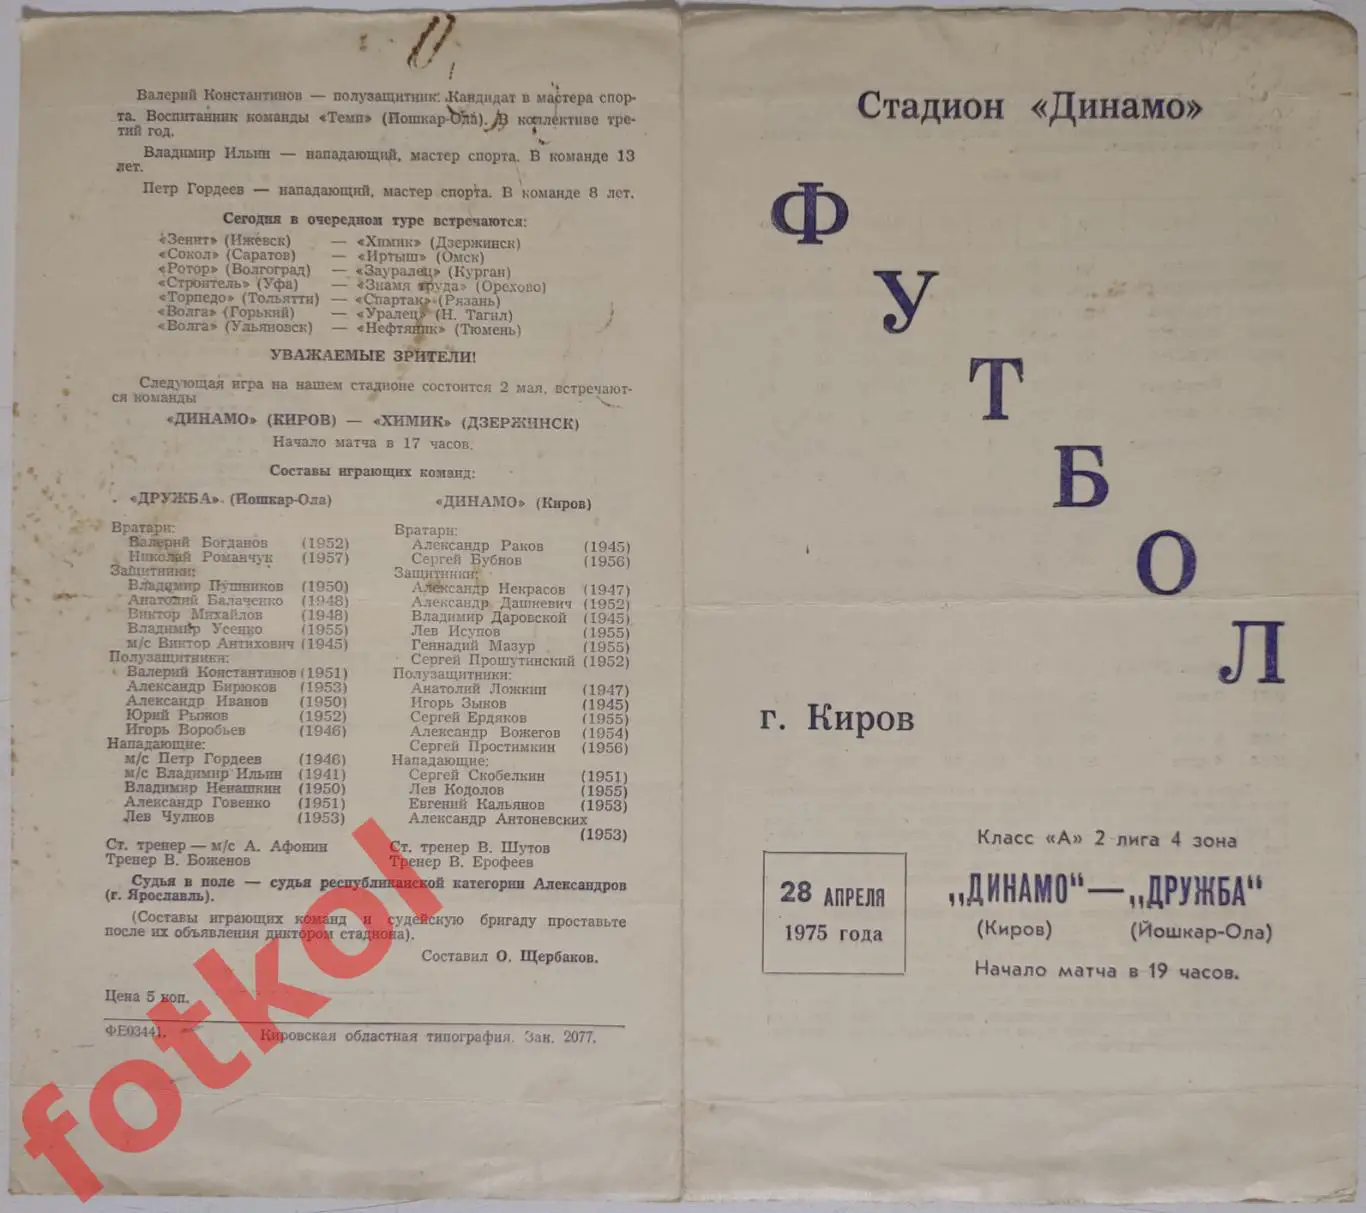 Валерий Константинов — полузащитник. Кандидат в мастера спор-
та. Воспитанник команды «Темп» (Йошкар-Ола). В коллективе тре-
тий год.
Владимир Ильин — нападающий, мастер спорта. В команде 13
лет.
Петр Гордеев — нападающий, мастер спорта. В команде 8 лет.
Сегодня в очередном туре встречаются:
«Зенит» (Ижевск) — «Химик» (Дзержинск)
«Сокол» (Саратов) — «Иртыш» (Омск)
«Ротор» (Волгоград) — «Зауралец» (Курган)
«Строитель» (Уфа) — «Знамя труда» (Орехово)
«Торпедо» (Тольятти) — «Спартак» (Рязань)
«Волга» (Горький) — «Уралец» (Н. Тагил)
«Волга» (Ульяновск) — «Нефтяник» (Тюмень)
УВАЖАЕМЫЕ ЗРИТЕЛИ!
Следующая игра на нашем стадионе состоится 2 мая, встречают-
ся команды
«ДИНАМО» (КИРОВ) — «ХИМИК» (ДЗЕРЖИНСК)
Начало матча в 17 часов.
Составы играющих команд:
«ДРУЖБА» (Йошкар-Ола)
Вратари:
Валерий Богданов (1952)
Николай Романчук (1957)
Защитники:
Владимир Пушников (1950)
Анатолий Балаченко (1948)
Виктор Михайлов (1948)
Владимир Усенко (1955)
м/с Виктор Антихович (1945)
Полузащитники:
Валерий Константинов (1951)
Александр Бирюков (1953)
Александр Иванов (1950)
Юрий Рыжов (1952)
Игорь Воробьев (1946)
Нападающие:
м/с Петр Гордеев (1946)
м/с Владимир Ильин (1941)
Владимир Ненашкин (1950)
Александр Говенко (1951)
Лев Чулков (1953)
Ст. тренер — м/с А. Афонин
Тренер В. Боженов
«ДИНАМО» (Киров)
Вратари:
Александр Раков (1945)
Сергей Бубнов (1956)
Защитники:
Александр Некрасов (1947)
Александр Дашкевич (1952)
Владимир Даровской (1945)
Лев Исупов (1955)
Геннадий Мазур (1955)
Сергей Прошутинский (1952)
Полузащитники:
Анатолий Ложкин (1947)
Игорь Зыков (1945)
Сергей Ердяков (1955)
Александр Вожегов (1954)
Сергей Простимкин (1956)
Нападающие:
Сергей Скобелкин (1951)
Лев Кодолов (1955)
Евгений Кальянов (1953)
Александр Антоневских
(1953)
Ст. тренер В. Шутов
Тренер В. Ерофеев
Судья в поле — судья республиканской категории Александров
(г. Ярославль).
(Составы играющих команд и судейскую бригаду проставьте
после их объявления диктором стадиона).
Составил О. Щербаков.
Цена 5 коп.
ФЕ03441. Кировская областная типография. Зак. 2077.
Стадион «Динамо»
ФУТБОЛ
г. Киров
28 АПРЕЛЯ
1975 года
Класс «А» 2 лига 4 зона
„ДИНАМО“ — „ДРУЖБА“
(Киров) (Йошкар-Ола)
Начало матча в 19 часов.
fotkol